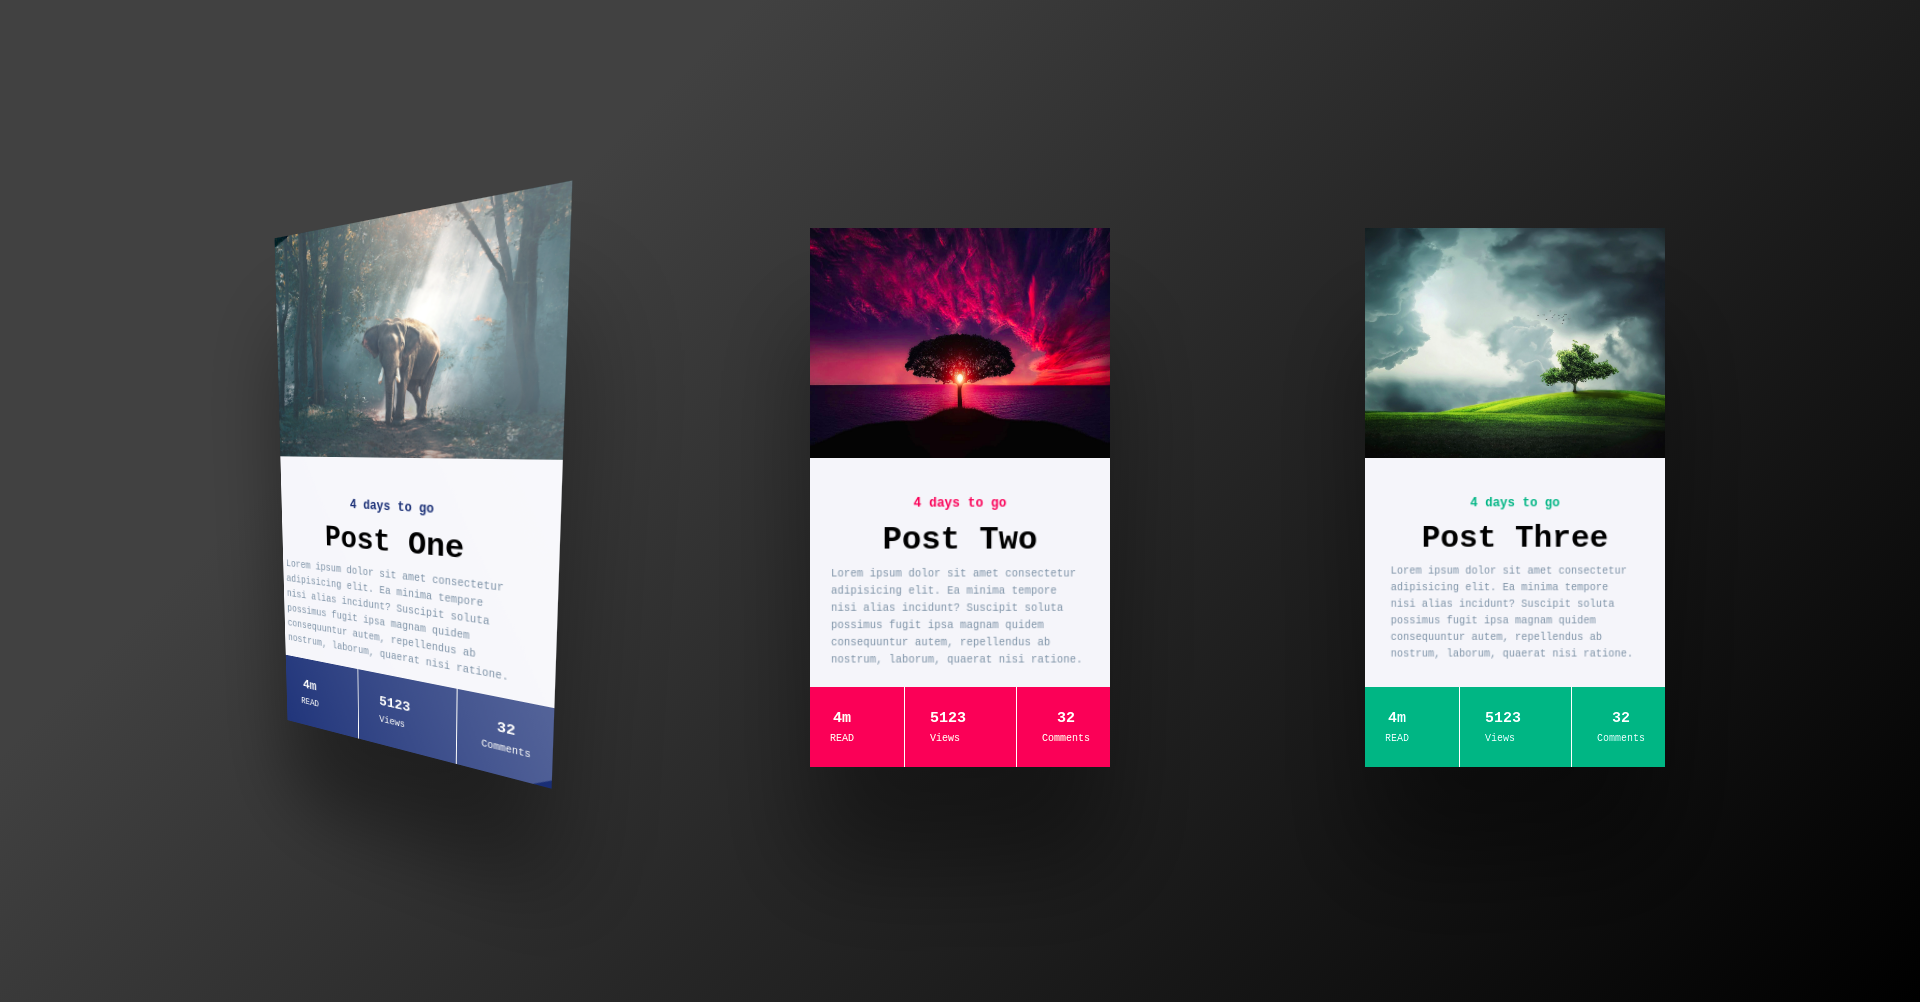 4 days to go
Post One
Lorem ipsum dolor sit amet consectetur
adipisicing elit. Ea minima tempore
nisi alias incidunt? Suscipit soluta
possimus fugit ipsa magnam quidem
consequuntur autem, repellendus ab
nostrum, laborum, quaerat nisi ratione.
4m
READ
5123
Views
32
Comments
4 days to go
Post Two
Lorem ipsum dolor sit amet consectetur
adipisicing elit. Ea minima tempore
nisi alias incidunt? Suscipit soluta
possimus fugit ipsa magnam quidem
consequuntur autem, repellendus ab
nostrum, laborum, quaerat nisi ratione.
4m
READ
5123
Views
32
Comments
4 days to go
Post Three
Lorem ipsum dolor sit amet consectetur
adipisicing elit. Ea minima tempore
nisi alias incidunt? Suscipit soluta
possimus fugit ipsa magnam quidem
consequuntur autem, repellendus ab
nostrum, laborum, quaerat nisi ratione.
4m
READ
5123
Views
32
Comments